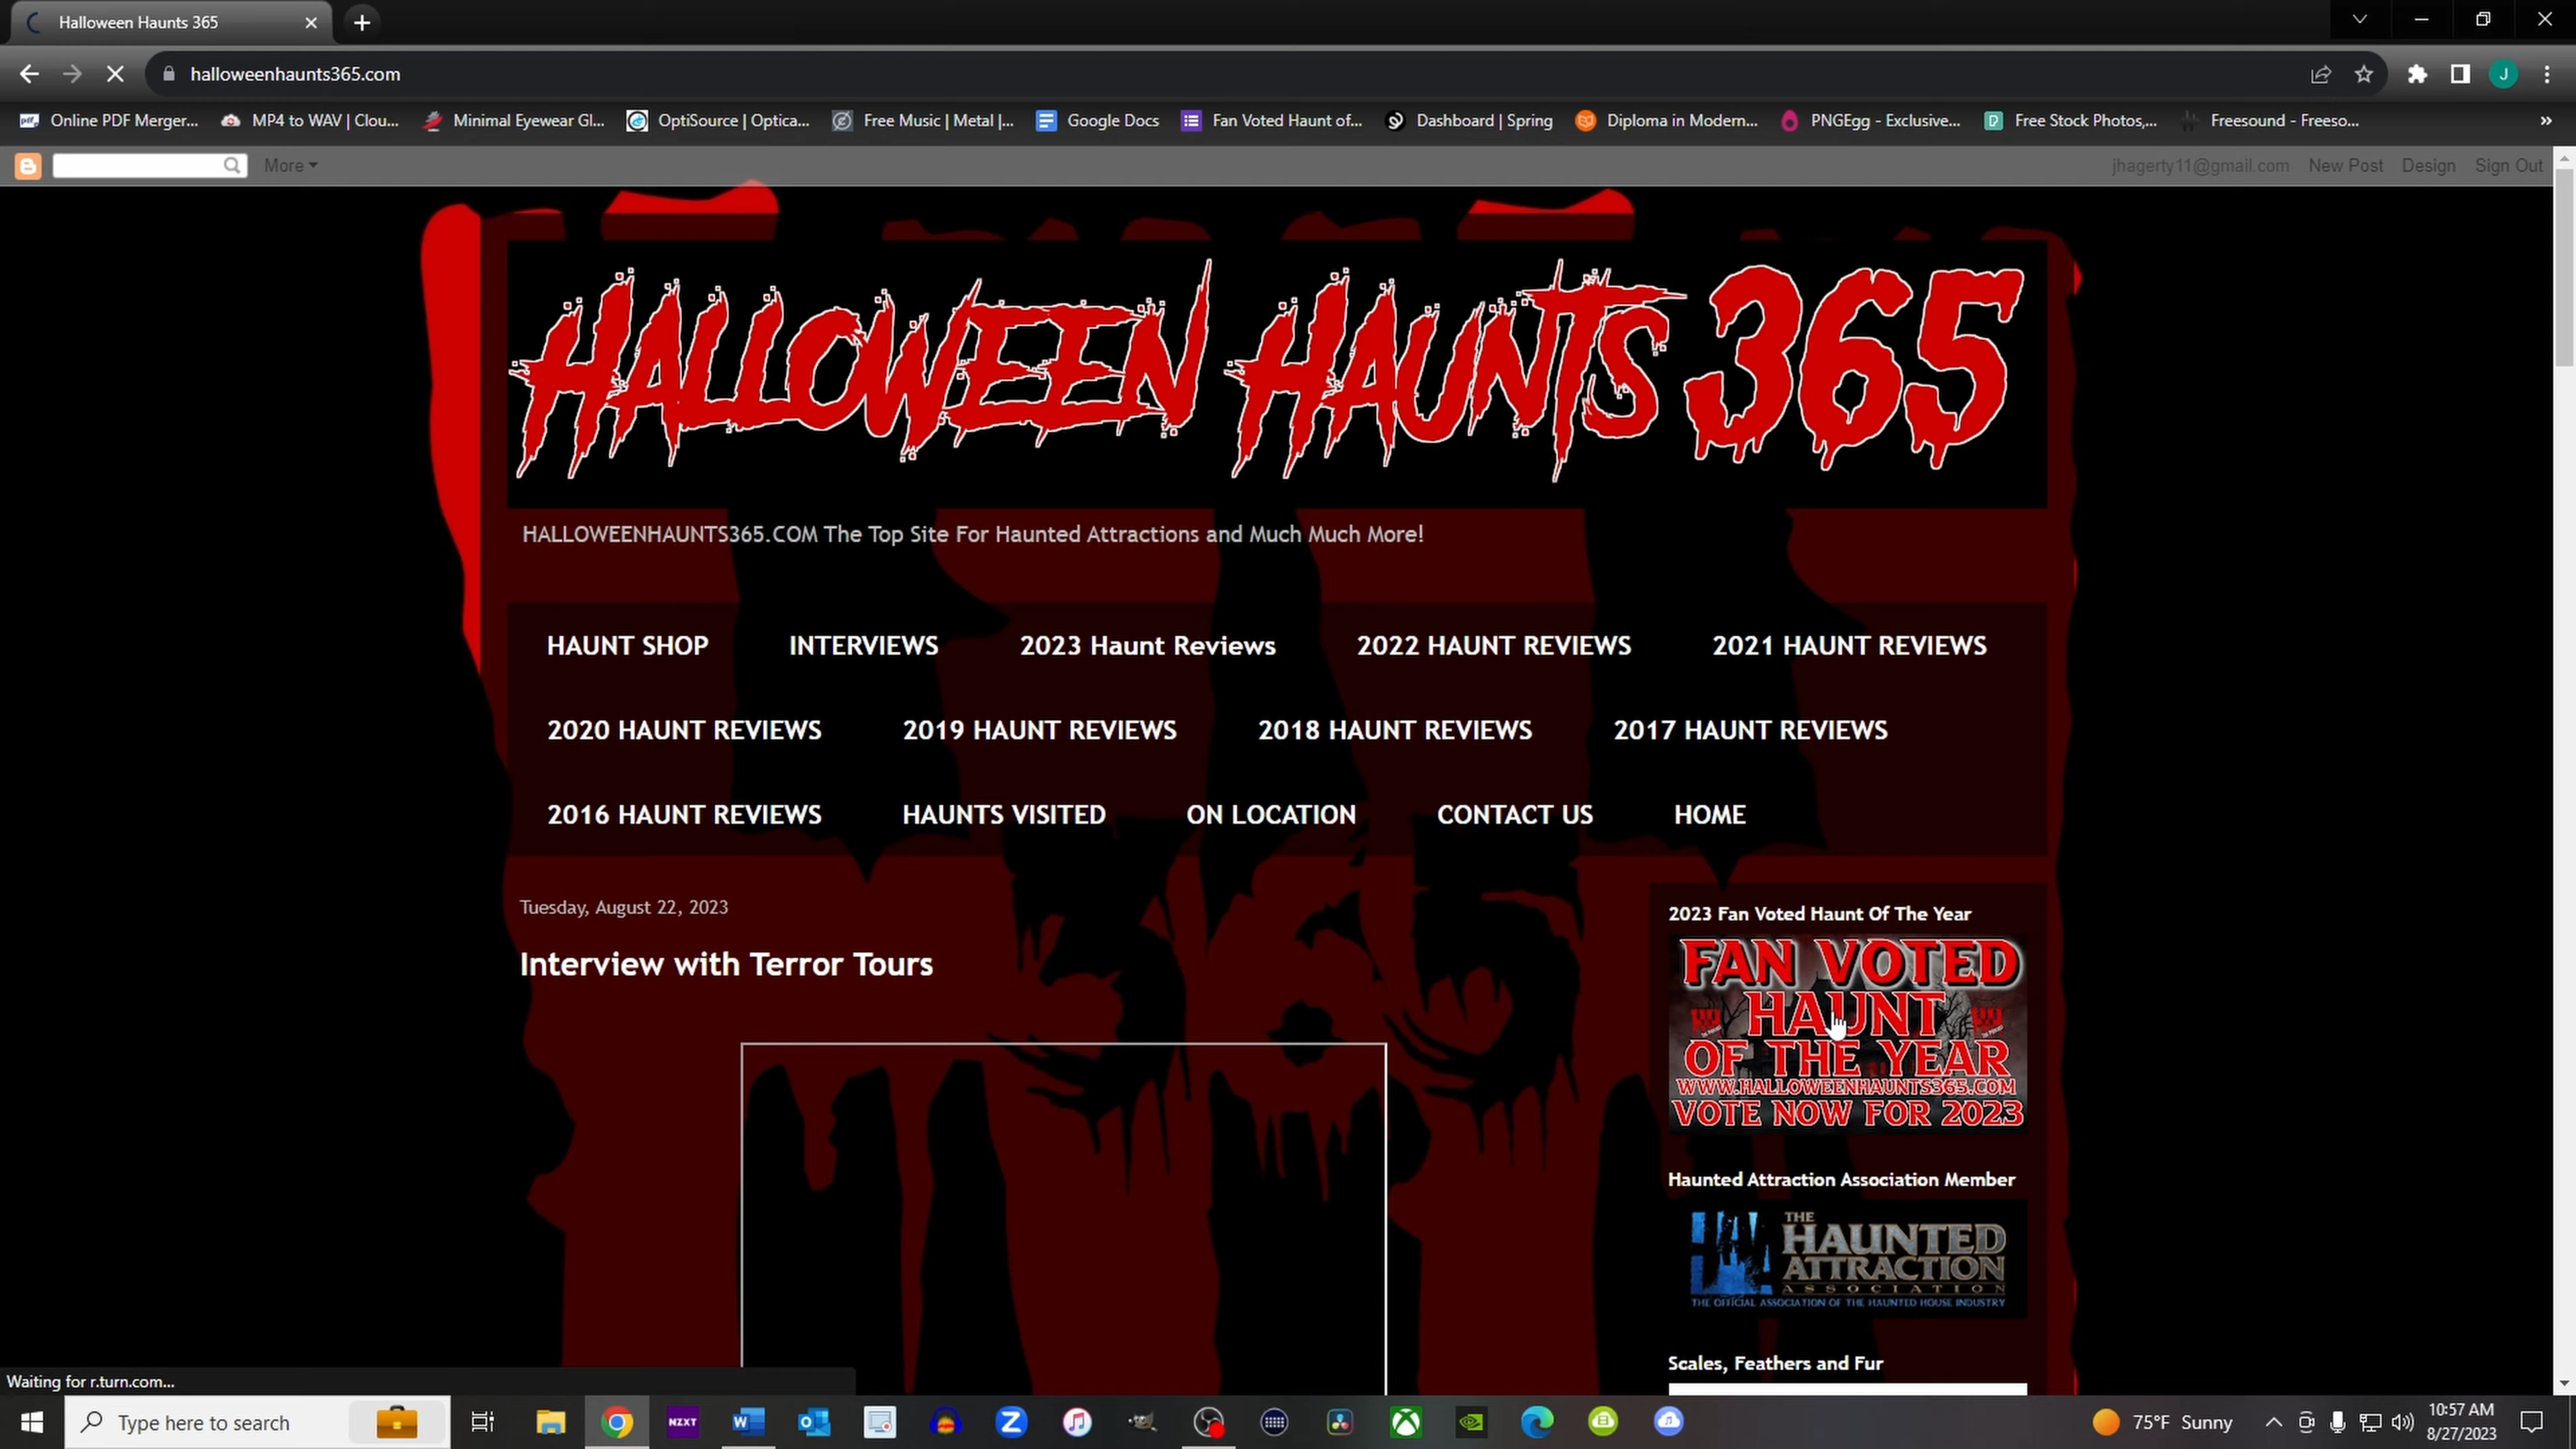 Halloween Haunts 365
halloweenhaunts365.com
Online PDF Merger... MP4 to WAV | Clou... Minimal Eyewear Gl... OptiSource | Optica... Free Music | Metal |... Google Docs Fan Voted Haunt of... Dashboard | Spring Diploma in Modern... PNGEgg - Exclusive... Free Stock Photos,... Freesound - Freeso... »
More jhagerty11@gmail.com New Post Design Sign Out
HALLOWEEN HAUNTS 365
HALLOWEENHAUNTS365.COM The Top Site For Haunted Attractions and Much Much More!
HAUNT SHOP INTERVIEWS 2023 Haunt Reviews 2022 HAUNT REVIEWS 2021 HAUNT REVIEWS
2020 HAUNT REVIEWS 2019 HAUNT REVIEWS 2018 HAUNT REVIEWS 2017 HAUNT REVIEWS
2016 HAUNT REVIEWS HAUNTS VISITED ON LOCATION CONTACT US HOME
Tuesday, August 22, 2023
Interview with Terror Tours
2023 Fan Voted Haunt Of The Year
FAN VOTED
HAUNT
OF THE YEAR
WWW.HALLOWEENHAUNTS365.COM
VOTE NOW FOR 2023
Haunted Attraction Association Member
THE
HAUNTED
ATTRACTION
ASSOCIATION
THE OFFICIAL ASSOCIATION OF THE HAUNTED HOUSE INDUSTRY
Scales, Feathers and Fur
Waiting for r.turn.com...
Type here to search
NZXT
75°F Sunny
10:57 AM
8/27/2023